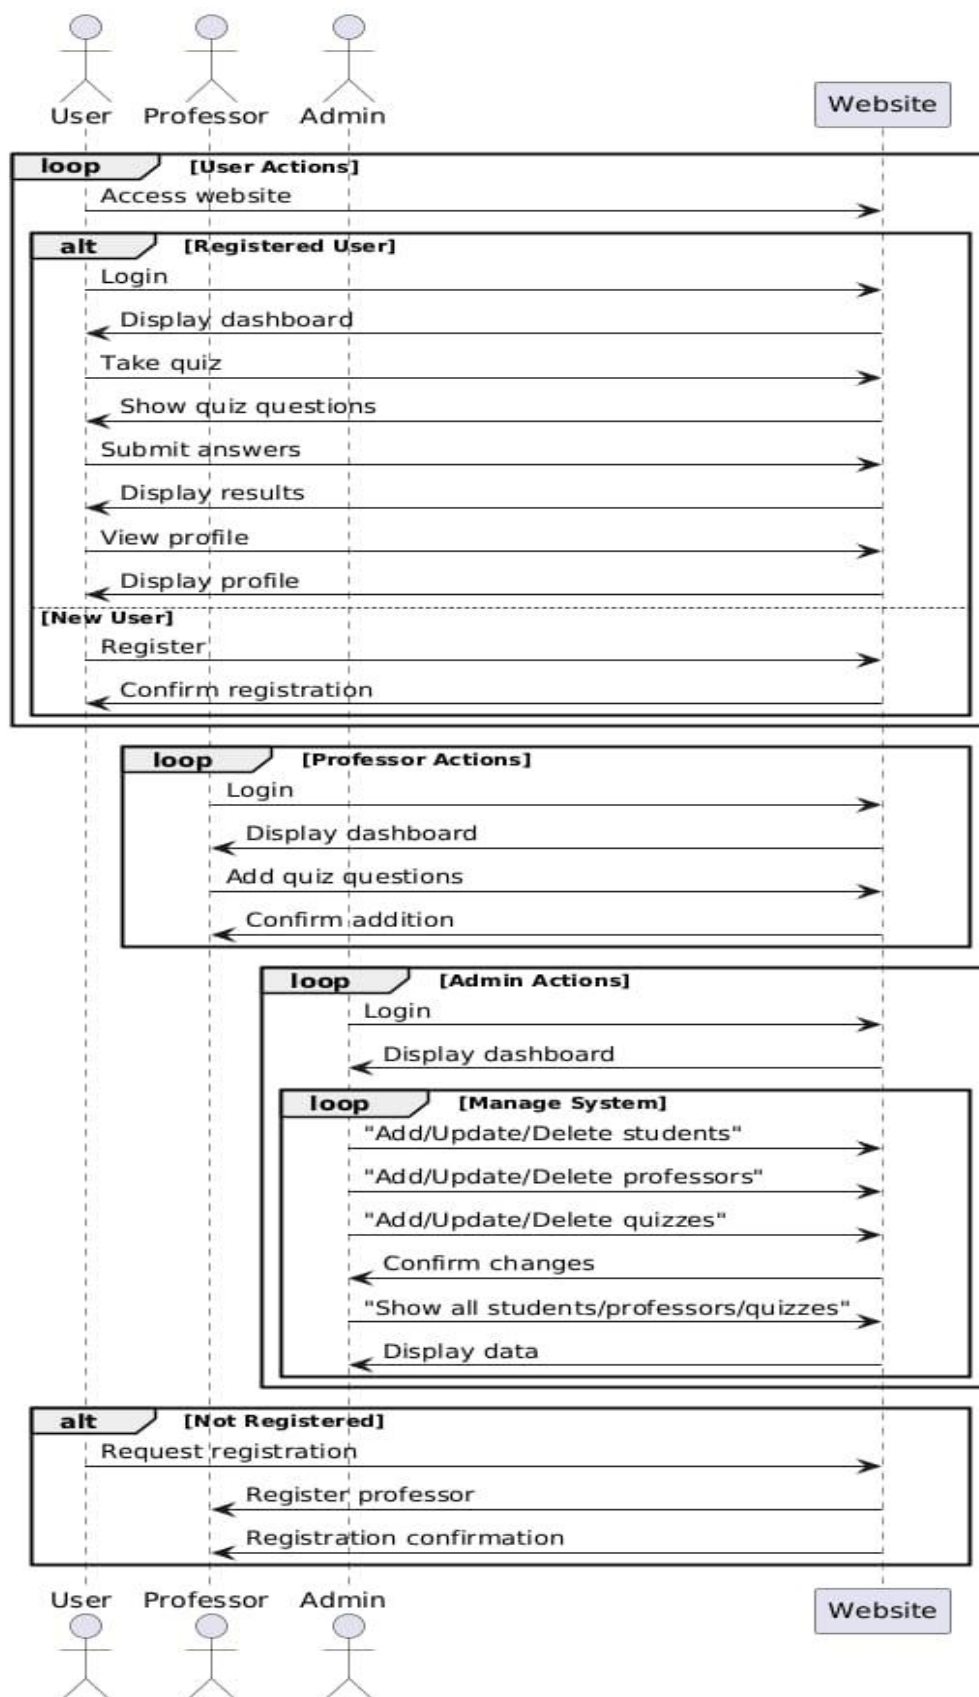 User Professor Admin Website
loop [User Actions]
Access website
alt [Registered User]
Login
Display dashboard
Take quiz
Show quiz questions
Submit answers
Display results
View profile
Display profile
[New User]
Register
Confirm registration
loop [Professor Actions]
Login
Display dashboard
Add quiz questions
Confirm addition
loop [Admin Actions]
Login
Display dashboard
loop [Manage System]
"Add/Update/Delete students"
"Add/Update/Delete professors"
"Add/Update/Delete quizzes"
Confirm changes
"Show all students/professors/quizzes"
Display data
alt [Not Registered]
Request registration
Register professor
Registration confirmation
User Professor Admin Website